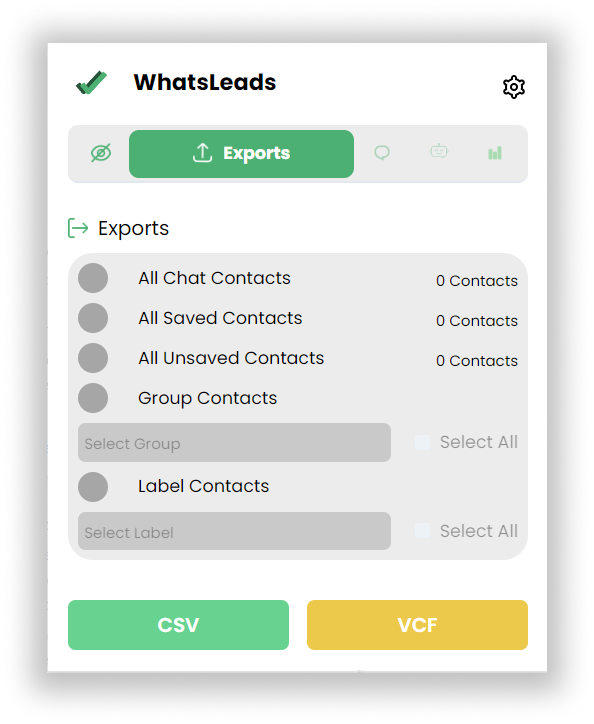 WhatsLeads
Exports
Exports
All Chat Contacts 0 Contacts
All Saved Contacts 0 Contacts
All Unsaved Contacts 0 Contacts
Group Contacts
Select Group Select All
Label Contacts
Select Label Select All
CSV VCF